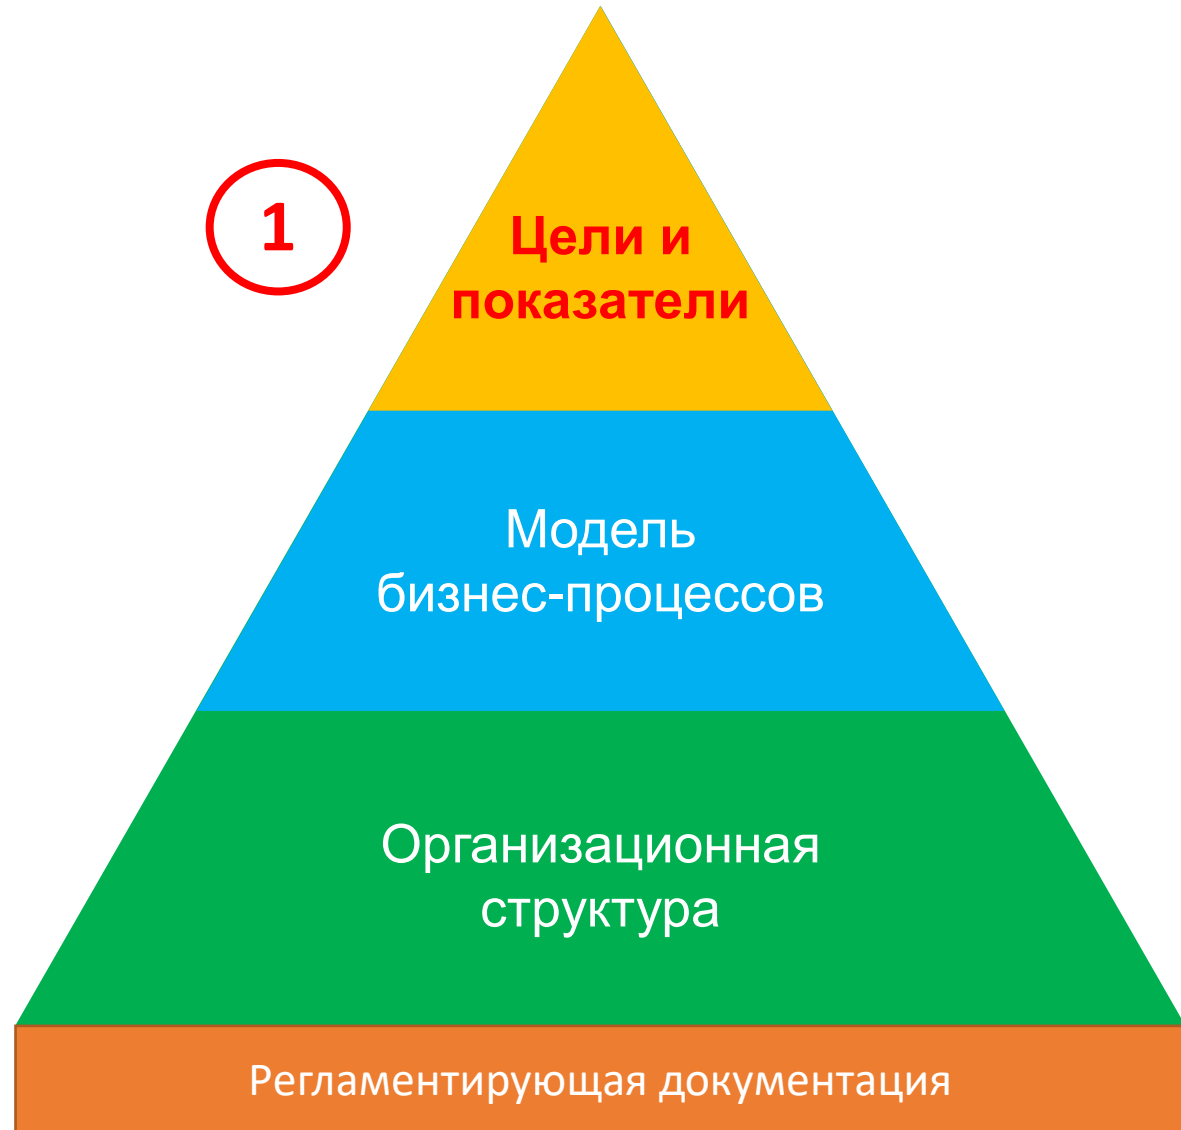 1
Цели и
показатели
Модель
бизнес-процессов
Организационная
структура
Регламентирующая документация